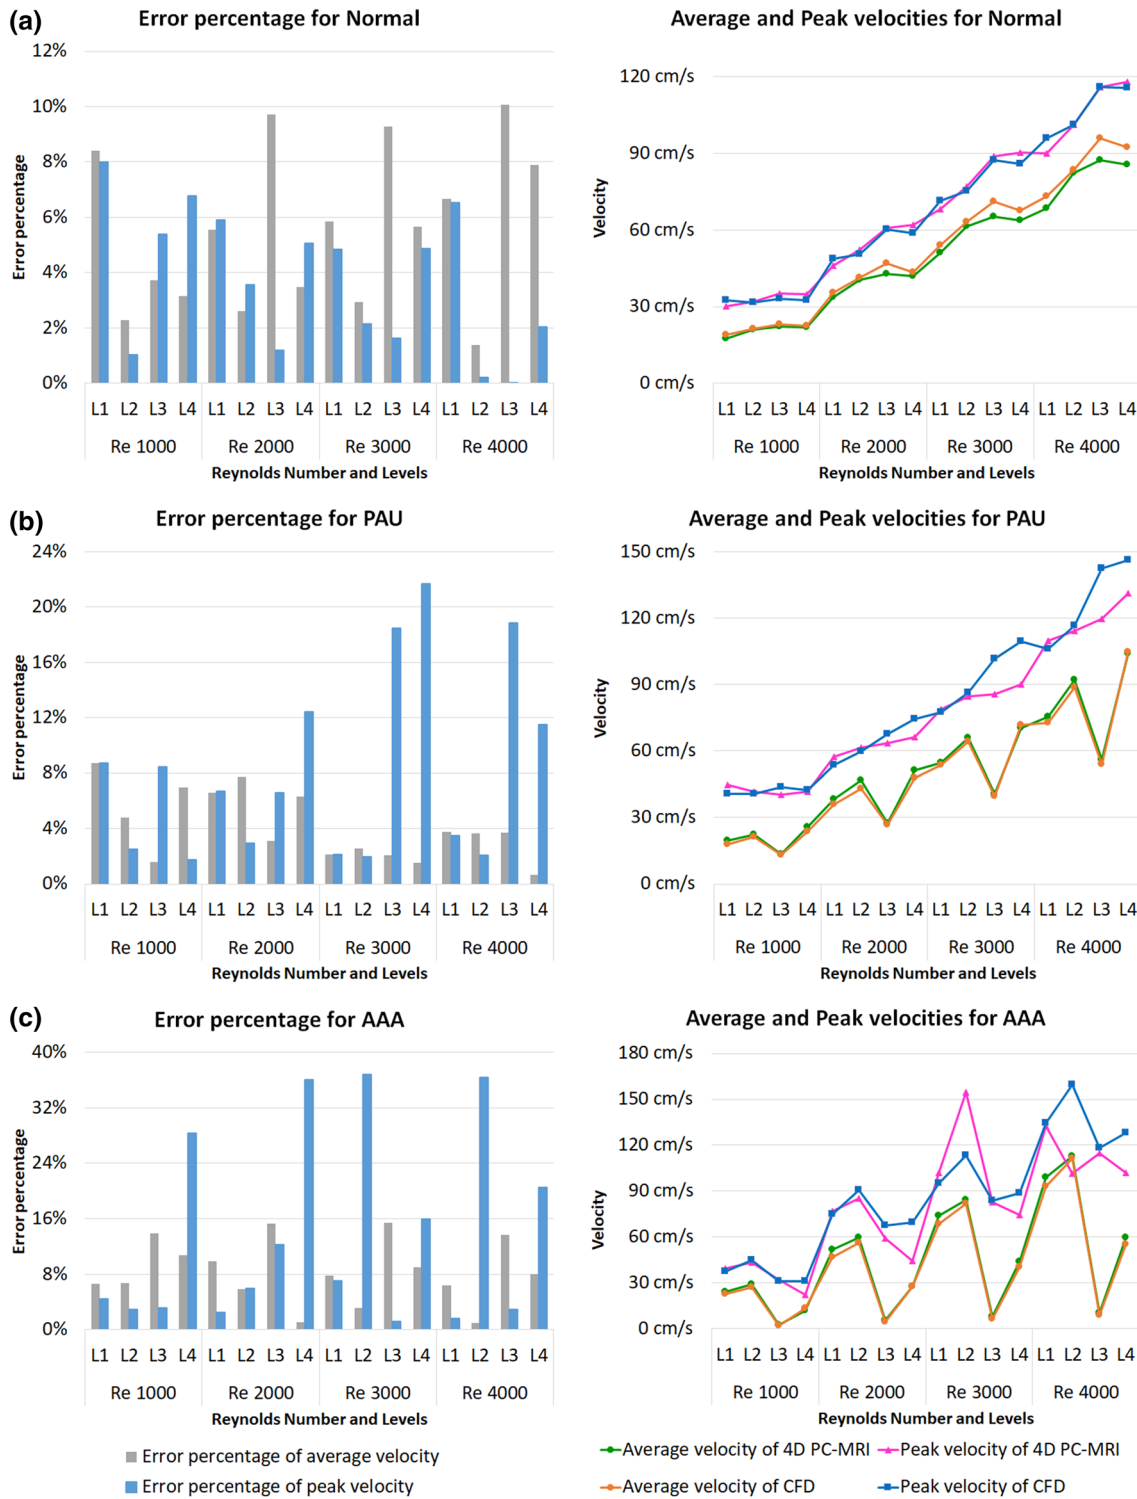 (a)
Error percentage for Normal
12%
10%
8%
6%
4%
2%
0%
Error percentage
L1 L2 L3 L4 L1 L2 L3 L4 L1 L2 L3 L4 L1 L2 L3 L4
Re 1000 Re 2000 Re 3000 Re 4000
Reynolds Number and Levels
Average and Peak velocities for Normal
120 cm/s
90 cm/s
60 cm/s
30 cm/s
0 cm/s
Velocity
L1 L2 L3 L4 L1 L2 L3 L4 L1 L2 L3 L4 L1 L2 L3 L4
Re 1000 Re 2000 Re 3000 Re 4000
Reynolds Number and Levels
(b)
Error percentage for PAU
24%
20%
16%
12%
8%
4%
0%
Error percentage
L1 L2 L3 L4 L1 L2 L3 L4 L1 L2 L3 L4 L1 L2 L3 L4
Re 1000 Re 2000 Re 3000 Re 4000
Reynolds Number and Levels
Average and Peak velocities for PAU
150 cm/s
120 cm/s
90 cm/s
60 cm/s
30 cm/s
0 cm/s
Velocity
L1 L2 L3 L4 L1 L2 L3 L4 L1 L2 L3 L4 L1 L2 L3 L4
Re 1000 Re 2000 Re 3000 Re 4000
Reynolds Number and Levels
(c)
Error percentage for AAA
40%
32%
24%
16%
8%
0%
Error percentage
L1 L2 L3 L4 L1 L2 L3 L4 L1 L2 L3 L4 L1 L2 L3 L4
Re 1000 Re 2000 Re 3000 Re 4000
Reynolds Number and Levels
Error percentage of average velocity
Error percentage of peak velocity
Average and Peak velocities for AAA
180 cm/s
150 cm/s
120 cm/s
90 cm/s
60 cm/s
30 cm/s
0 cm/s
Velocity
L1 L2 L3 L4 L1 L2 L3 L4 L1 L2 L3 L4 L1 L2 L3 L4
Re 1000 Re 2000 Re 3000 Re 4000
Reynolds Number and Levels
Average velocity of 4D PC-MRI Peak velocity of 4D PC-MRI
Average velocity of CFD Peak velocity of CFD